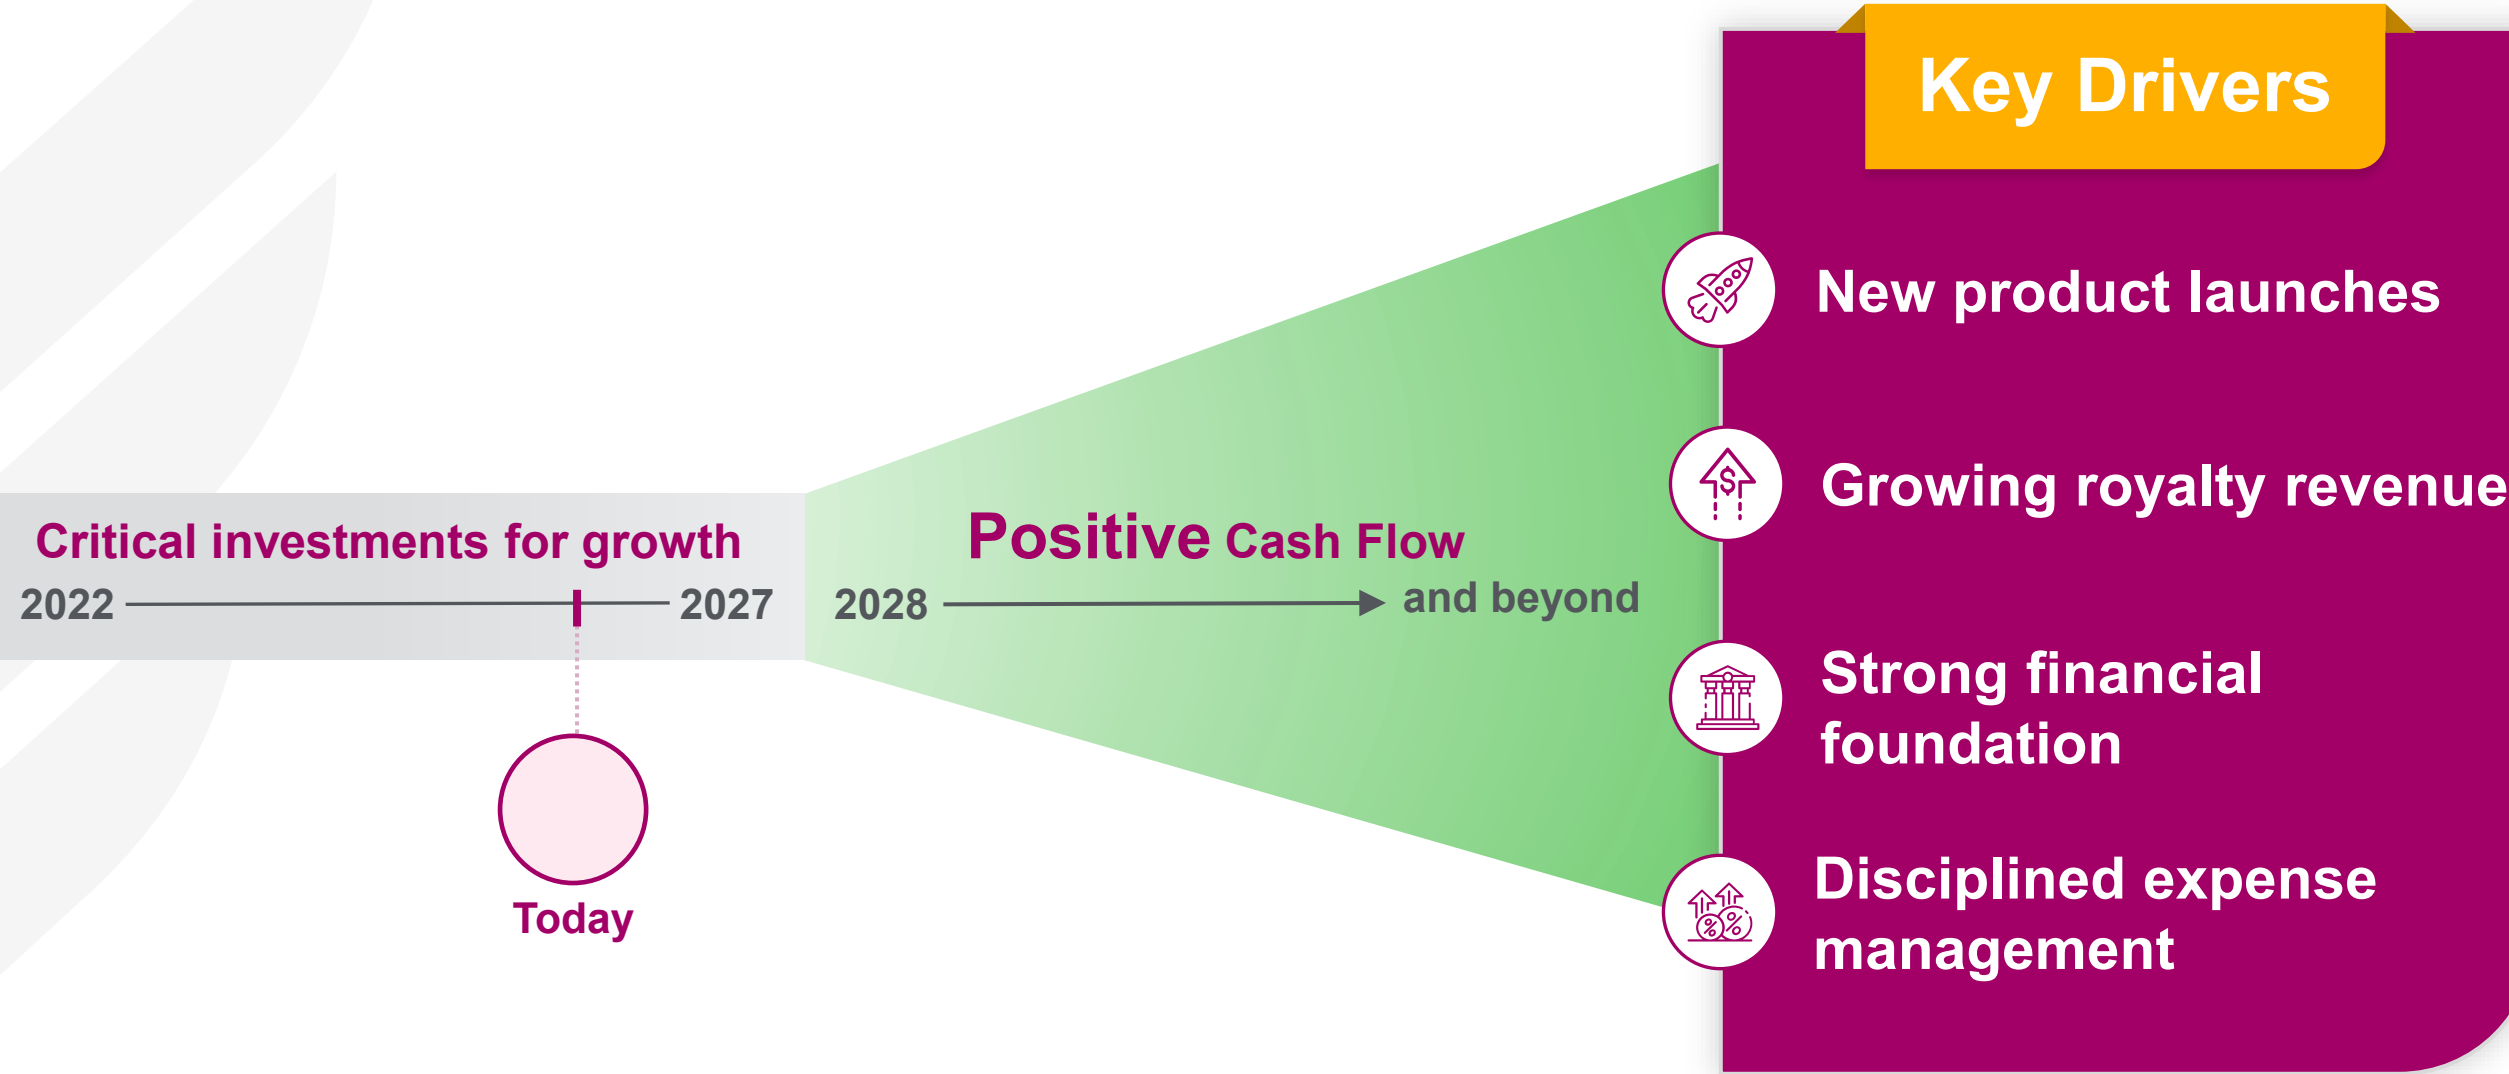 Key Drivers
New product launches
Growing royalty revenue
Critical investments for growth
Positive Cash Flow
2022
2027
2028
and beyond
Strong financial
foundation
Disciplined expense
management
Today